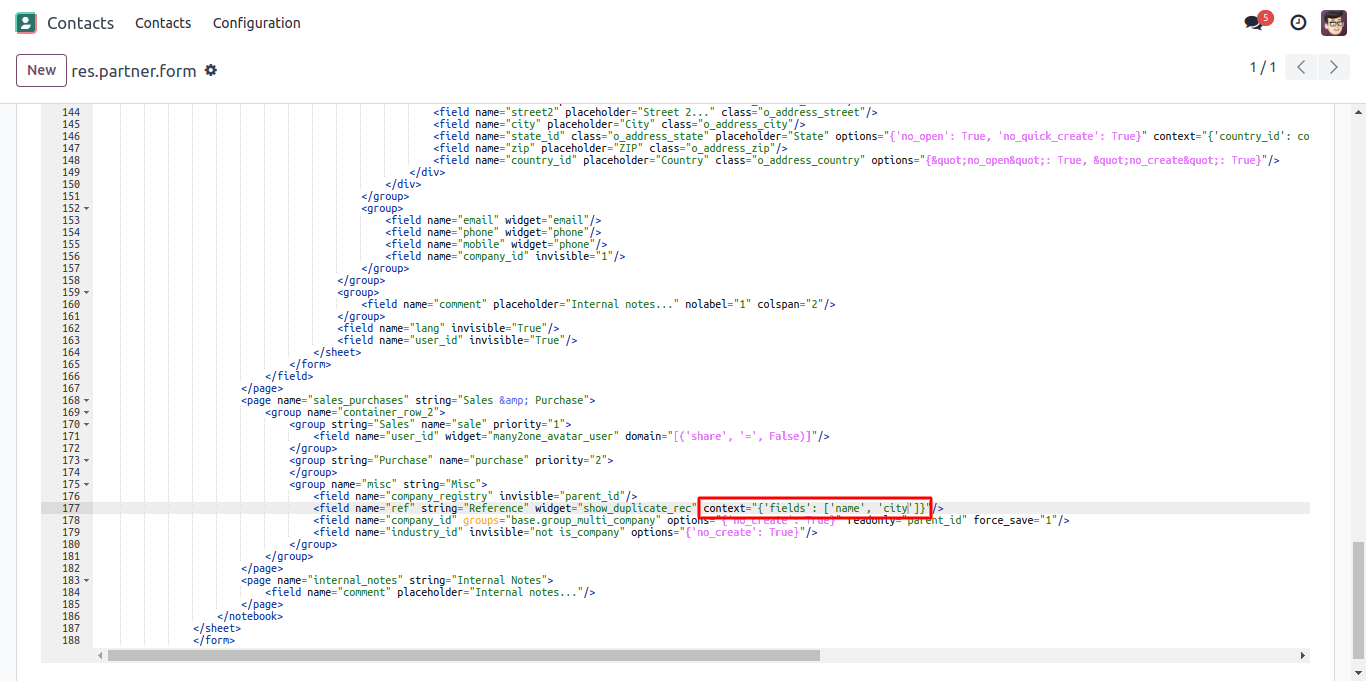 Contacts Contacts Configuration 5
New res.partner.form 1 / 1
144 <field name="street2" placeholder="Street 2..." class="o_address_street"/>
145 <field name="city" placeholder="City" class="o_address_city"/>
146 <field name="state_id" class="o_address_state" placeholder="State" options="{'no_open': True, 'no_quick_create': True}" context="{'country_id': co
147 <field name="zip" placeholder="ZIP" class="o_address_zip"/>
148 <field name="country_id" placeholder="Country" class="o_address_country" options="{&quot;no_open&quot;: True, &quot;no_create&quot;: True}"/>
149 </div>
150 </div>
151 </group>
152 <group>
153 <field name="email" widget="email"/>
154 <field name="phone" widget="phone"/>
155 <field name="mobile" widget="phone"/>
156 <field name="company_id" invisible="1"/>
157 </group>
158 </group>
159 <group>
160 <field name="comment" placeholder="Internal notes..." nolabel="1" colspan="2"/>
161 </group>
162 <field name="lang" invisible="True"/>
163 <field name="user_id" invisible="True"/>
164 </sheet>
165 </form>
166 </field>
167 </page>
168 <page name="sales_purchases" string="Sales &amp; Purchase">
169 <group name="container_row_2">
170 <group string="Sales" name="sale" priority="1">
171 <field name="user_id" widget="many2one_avatar_user" domain="[('share', '=', False)]"/>
172 </group>
173 <group string="Purchase" name="purchase" priority="2">
174 </group>
175 <group name="misc" string="Misc">
176 <field name="company_registry" invisible="parent_id"/>
177 <field name="ref" string="Reference" widget="show_duplicate_rec" context="{'fields': ['name', 'city']}"/>
178 <field name="company_id" groups="base.group_multi_company" options="{'no_create': True}" readonly="parent_id" force_save="1"/>
179 <field name="industry_id" invisible="not is_company" options="{'no_create': True}"/>
180 </group>
181 </group>
182 </page>
183 <page name="internal_notes" string="Internal Notes">
184 <field name="comment" placeholder="Internal notes..."/>
185 </page>
186 </notebook>
187 </sheet>
188 </form>